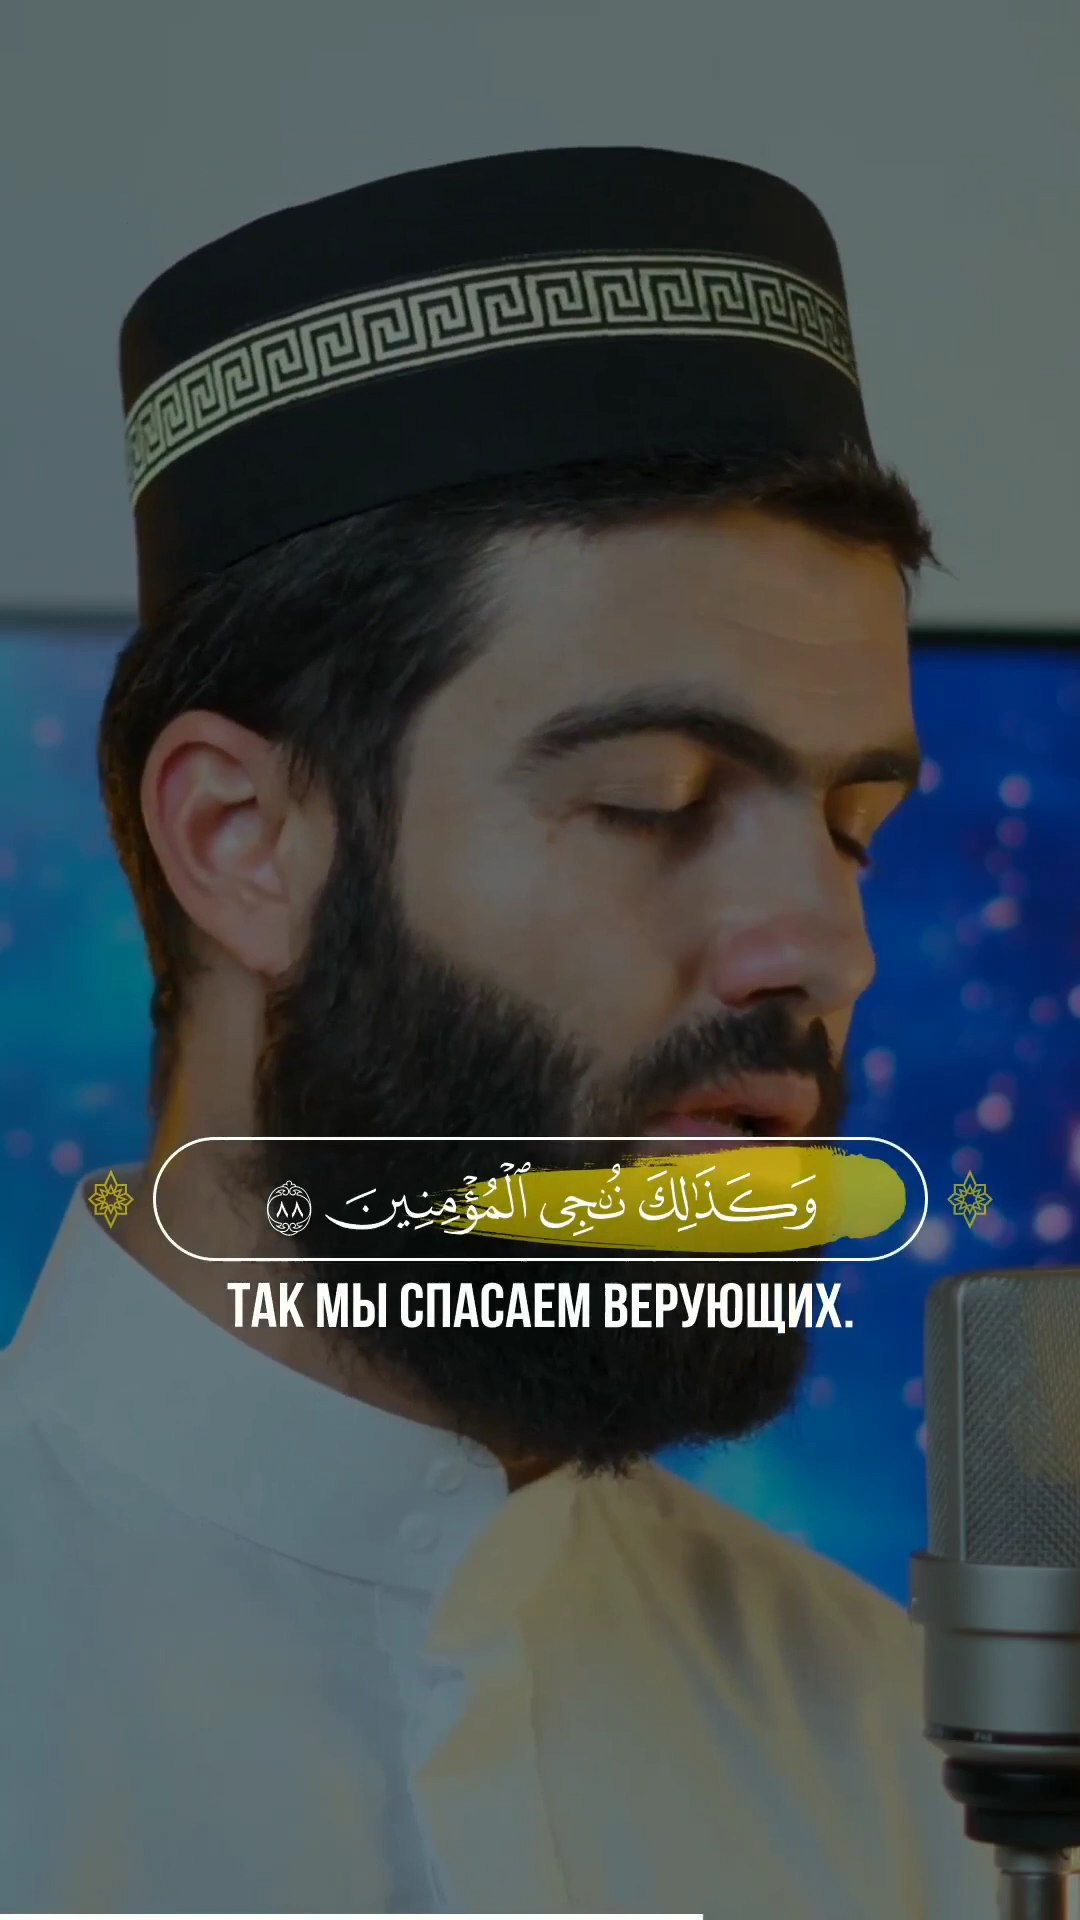 وَكَذَٰلِكَ نُـۨجِى ٱلْمُؤْمِنِينَ ٨٨
ТАК МЫ СПАСАЕМ ВЕРУЮЩИХ.